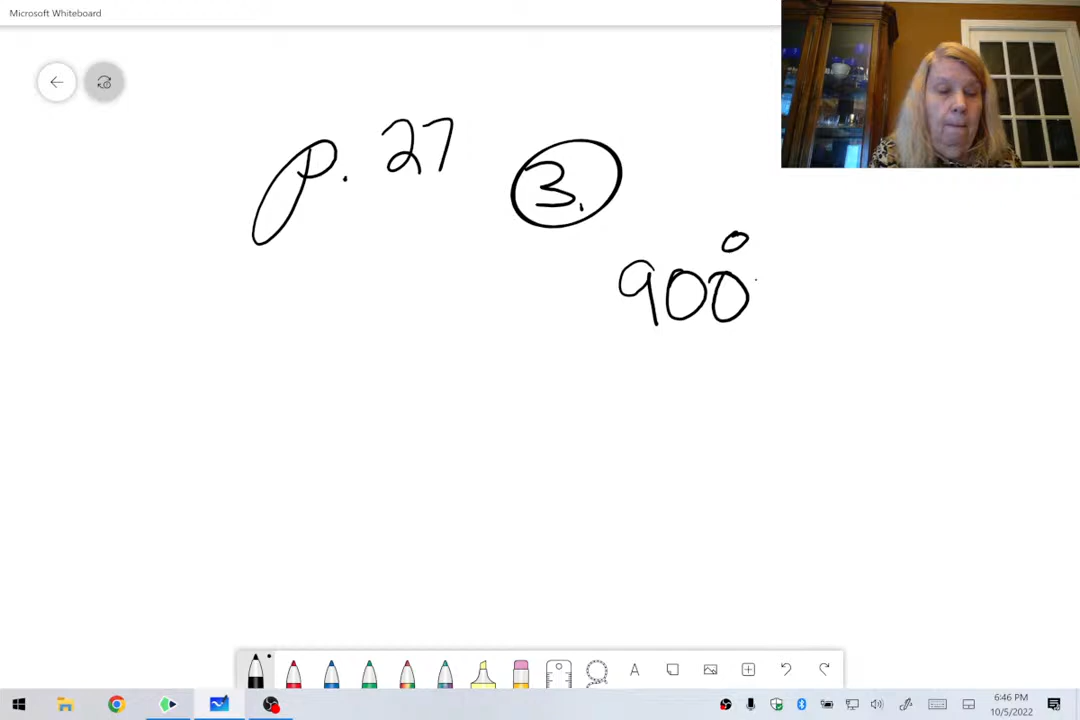 Microsoft Whiteboard
p. 27
3.
900°
A
6:46 PM
10/5/2022